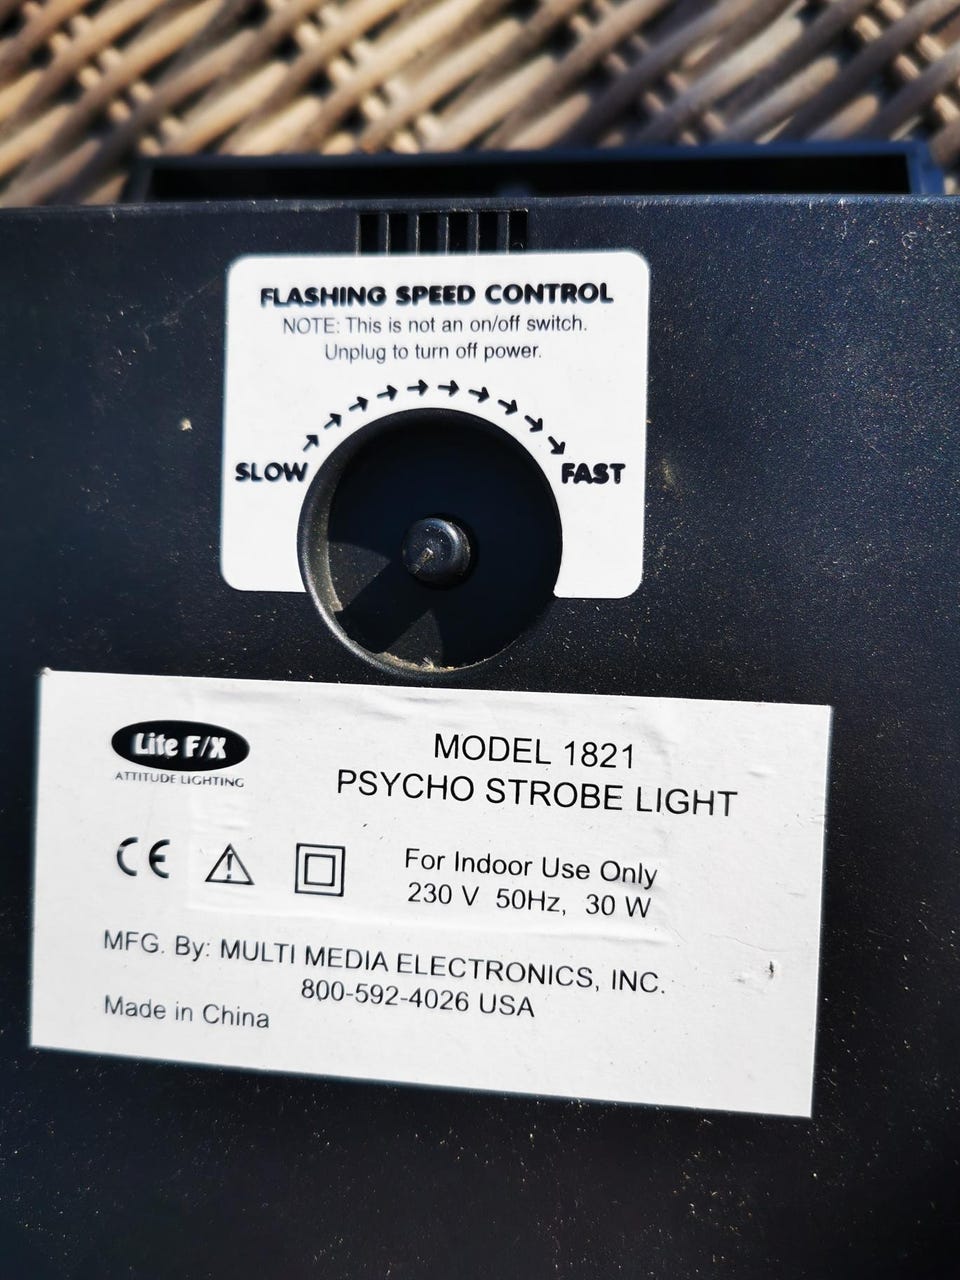 FLASHING SPEED CONTROL
NOTE: This is not an on/off switch.
Unplug to turn off power.
SLOW
FAST
Lite F/X
ATTITUDE LIGHTING
MODEL 1821
PSYCHO STROBE LIGHT
CE
For Indoor Use Only
230 V 50Hz, 30 W
MFG. By: MULTI MEDIA ELECTRONICS, INC.
800-592-4026 USA
Made in China